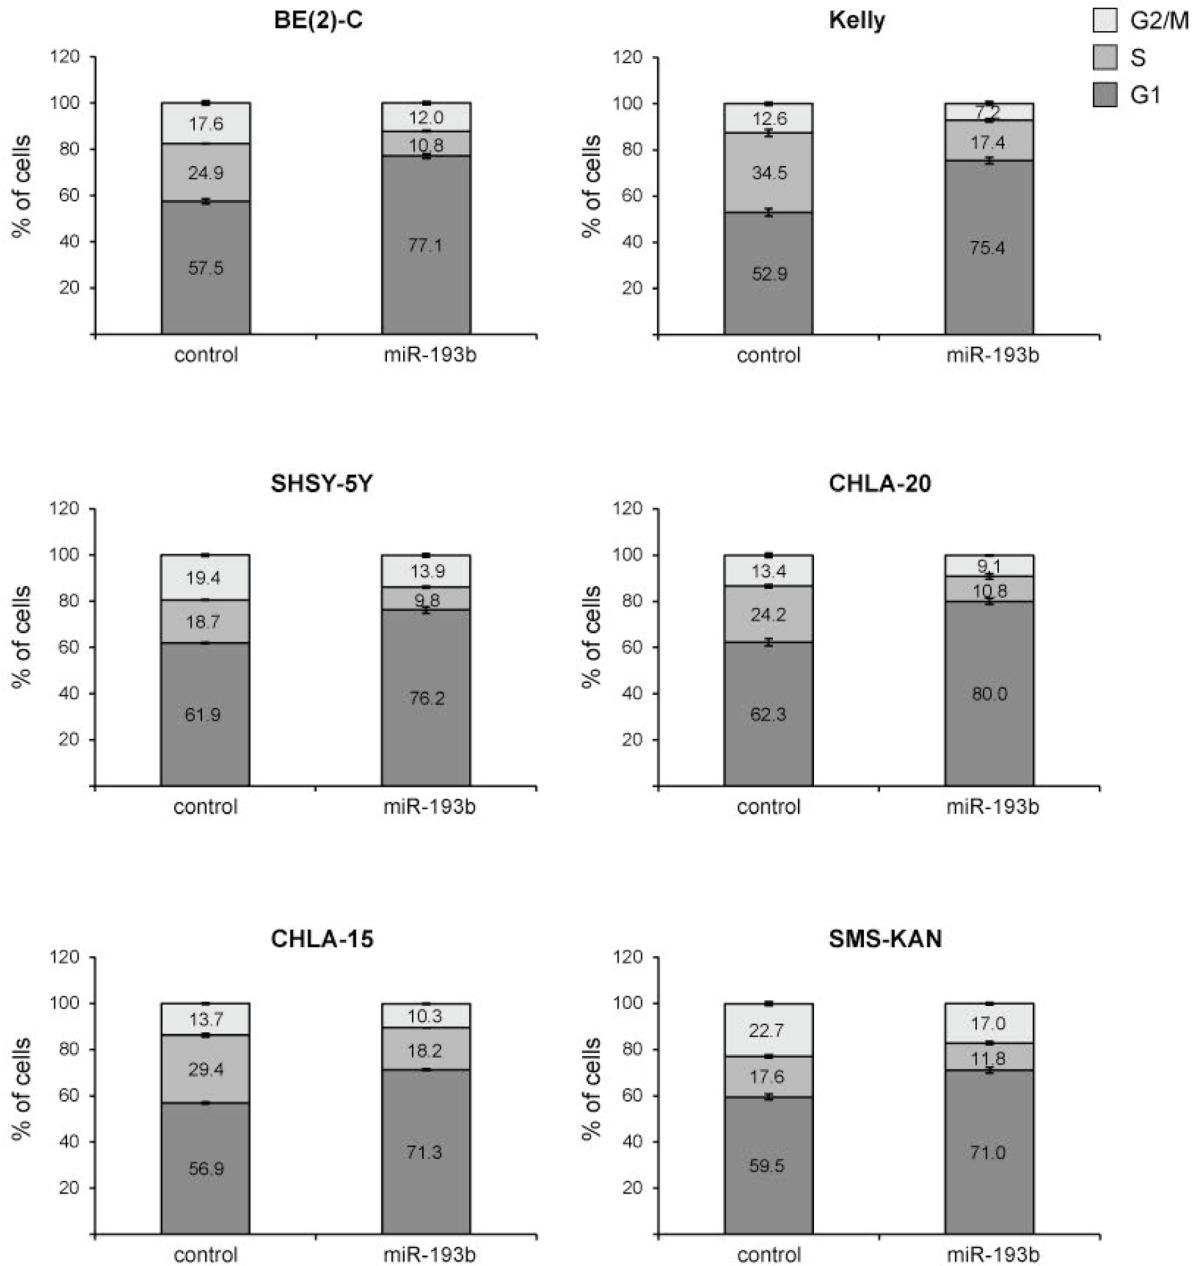 BE(2)-C
% of cells
120
100
80
60
40
20
17.6
24.9
57.5
12.0
10.8
77.1
control
miR-193b
Kelly
% of cells
120
100
80
60
40
20
12.6
34.5
52.9
7.2
17.4
75.4
control
miR-193b
G2/M
S
G1
SHSY-5Y
% of cells
120
100
80
60
40
20
19.4
18.7
61.9
13.9
9.8
76.2
control
miR-193b
CHLA-20
% of cells
120
100
80
60
40
20
13.4
24.2
62.3
9.1
10.8
80.0
control
miR-193b
CHLA-15
% of cells
120
100
80
60
40
20
13.7
29.4
56.9
10.3
18.2
71.3
control
miR-193b
SMS-KAN
% of cells
120
100
80
60
40
20
22.7
17.6
59.5
17.0
11.8
71.0
control
miR-193b